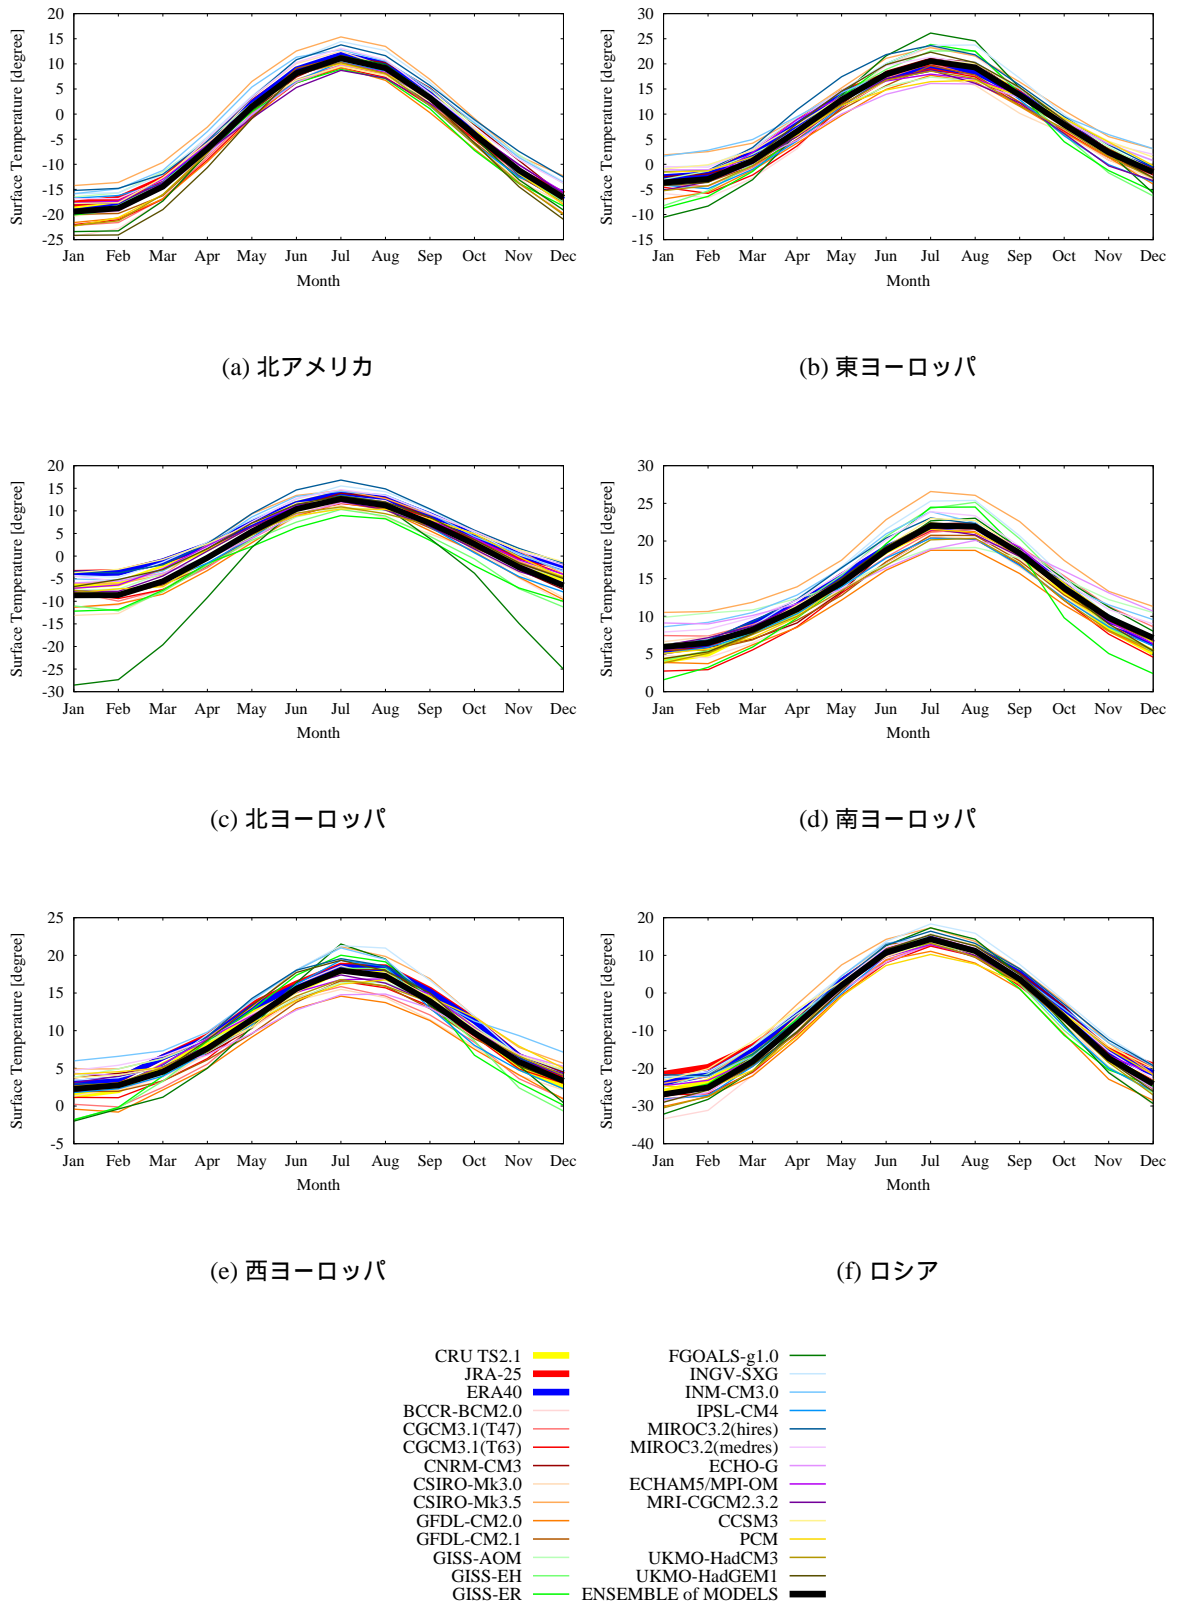 Surface Temperature [degree]
20
15
10
5
0
-5
-10
-15
-20
-25
Jan Feb Mar Apr May Jun Jul Aug Sep Oct Nov Dec
Month
(a) 北アメリカ
Surface Temperature [degree]
30
25
20
15
10
5
0
-5
-10
-15
Jan Feb Mar Apr May Jun Jul Aug Sep Oct Nov Dec
Month
(b) 東ヨーロッパ
Surface Temperature [degree]
20
15
10
5
0
-5
-10
-15
-20
-25
-30
Jan Feb Mar Apr May Jun Jul Aug Sep Oct Nov Dec
Month
(c) 北ヨーロッパ
Surface Temperature [degree]
30
25
20
15
10
5
0
Jan Feb Mar Apr May Jun Jul Aug Sep Oct Nov Dec
Month
(d) 南ヨーロッパ
Surface Temperature [degree]
25
20
15
10
5
0
-5
Jan Feb Mar Apr May Jun Jul Aug Sep Oct Nov Dec
Month
(e) 西ヨーロッパ
Surface Temperature [degree]
20
10
0
-10
-20
-30
-40
Jan Feb Mar Apr May Jun Jul Aug Sep Oct Nov Dec
Month
(f) ロシア
CRU TS2.1
JRA-25
ERA40
BCCR-BCM2.0
CGCM3.1(T47)
CGCM3.1(T63)
CNRM-CM3
CSIRO-Mk3.0
CSIRO-Mk3.5
GFDL-CM2.0
GFDL-CM2.1
GISS-AOM
GISS-EH
GISS-ER
FGOALS-g1.0
INGV-SXG
INM-CM3.0
IPSL-CM4
MIROC3.2(hires)
MIROC3.2(medres)
ECHO-G
ECHAM5/MPI-OM
MRI-CGCM2.3.2
CCSM3
PCM
UKMO-HadCM3
UKMO-HadGEM1
ENSEMBLE of MODELS